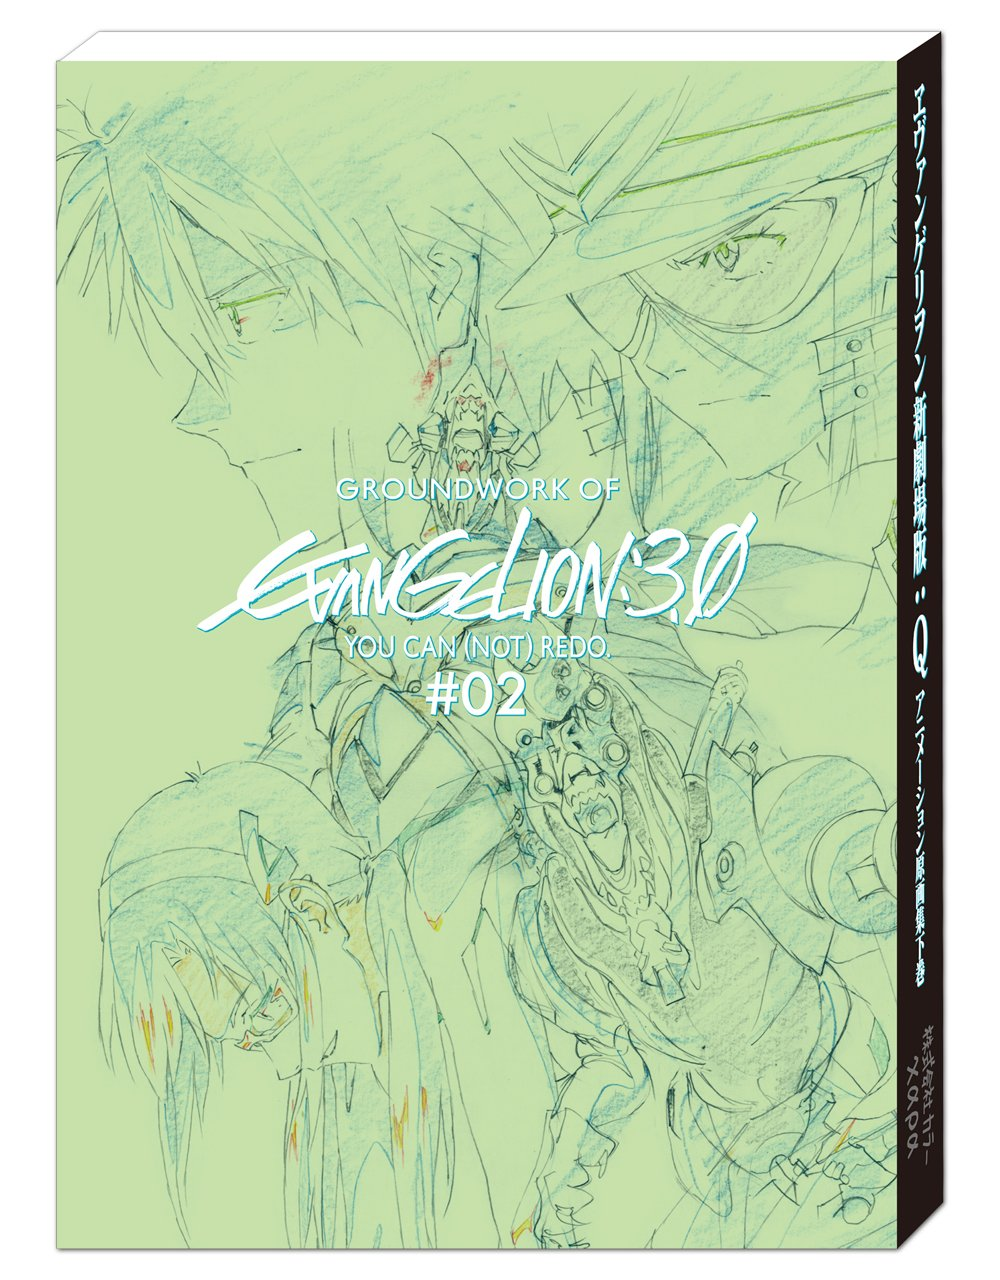 GROUNDWORK OF
EVANGELION:3.0
YOU CAN (NOT) REDO.
#02
ヱヴァンゲリヲン新劇場版:Q アニメーション原画集下巻
株式会社カラー
χαρα